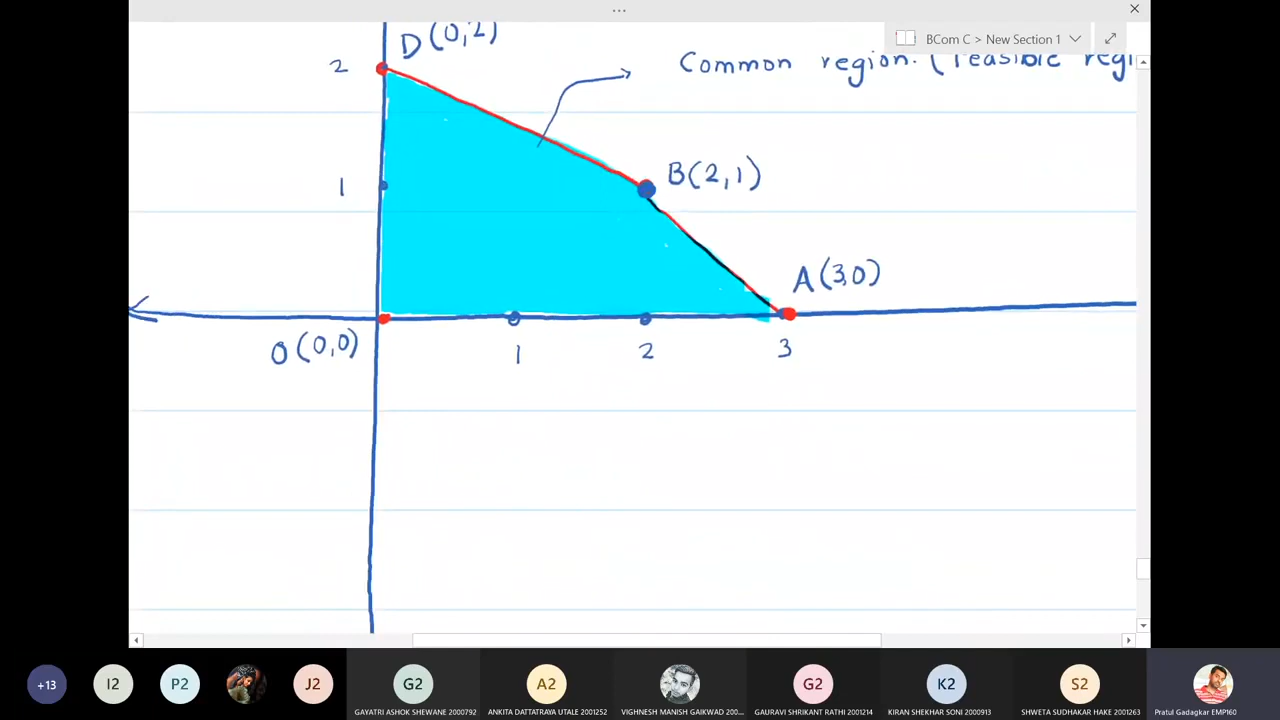 ...
BCom C > New Section 1
D(0,2)
Common region. (feasible regi
2
B(2,1)
1
A(3,0)
O(0,0)
1
2
3
+13
I2
P2
J2
G2
A2
G2
K2
S2
GAYATRI ASHOK SHEWANE 2000792
ANKITA DATTATRAYA UTALE 2001252
VIGHNESH MANISH GAIKWAD 200...
GAURAVI SHRIKANT RATHI 2001214
KIRAN SHEKHAR SONI 2000913
SHWETA SUDHAKAR HAKE 2001263
Pratul Gadagkar EMP160